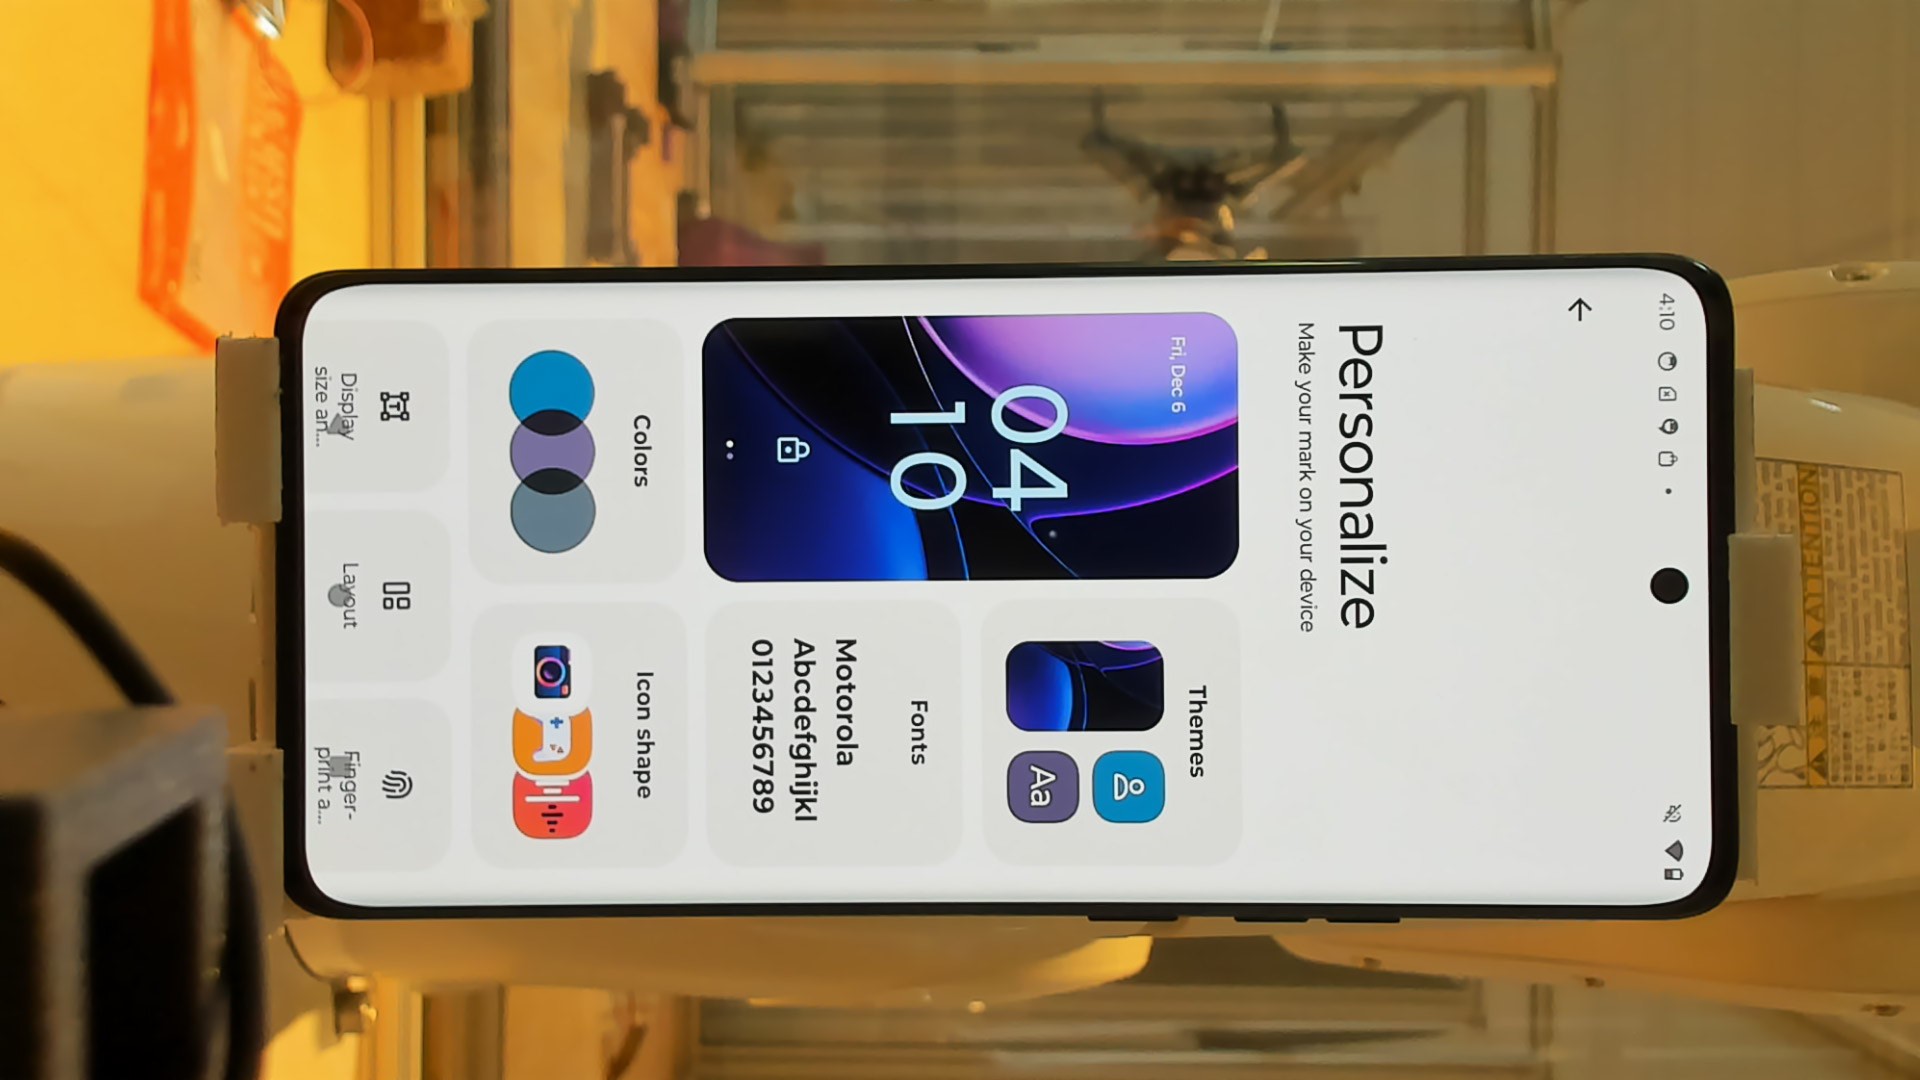 4:10
Personalize
Make your mark on your device
Fri, Dec 6
04
10
Themes
Aa
Fonts
Motorola
Abcdefghijkl
0123456789
Colors
Icon shape
Display
size an...
Layout
Finger-
print a...
ATTENTION